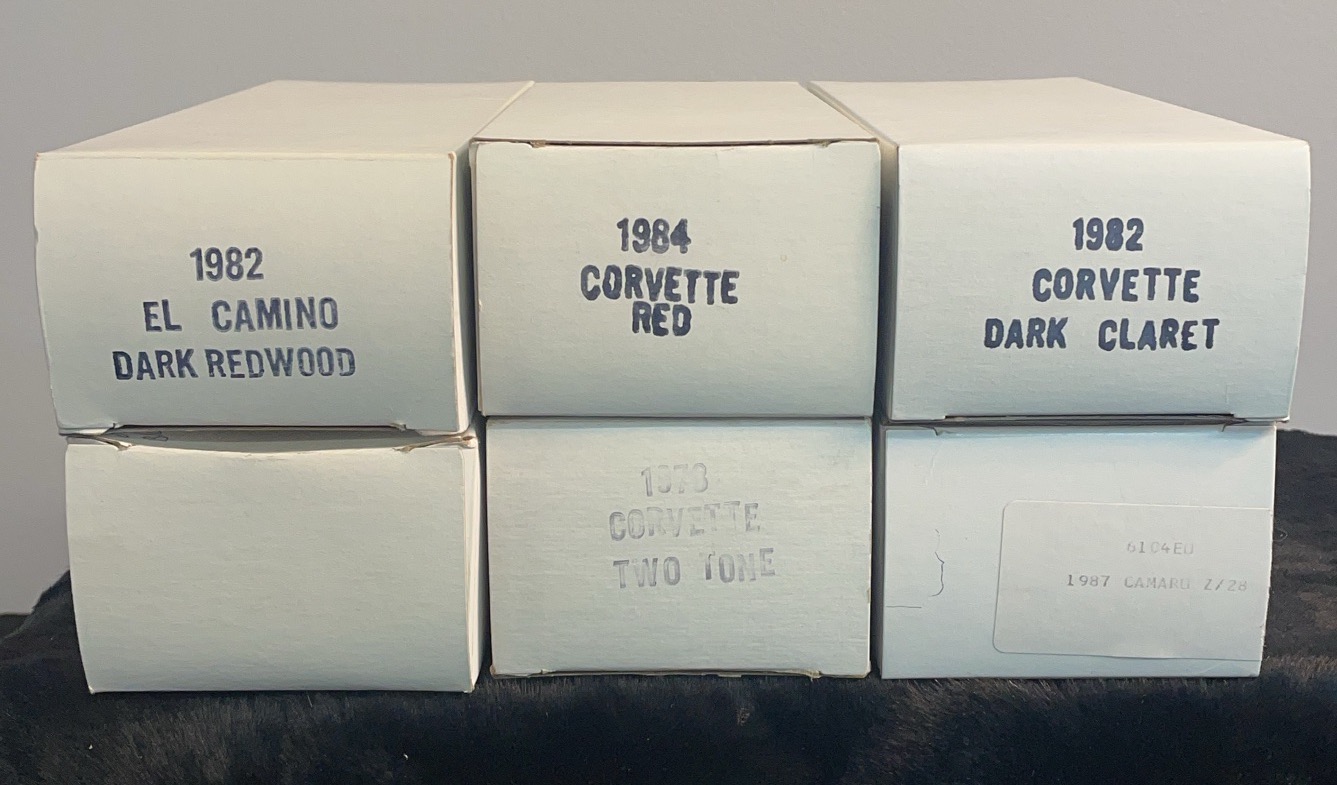 1982
EL CAMINO
DARK REDWOOD
1984
CORVETTE
RED
1982
CORVETTE
DARK CLARET
1978
CORVETTE
TWO TONE
1987 CAMARO Z/28